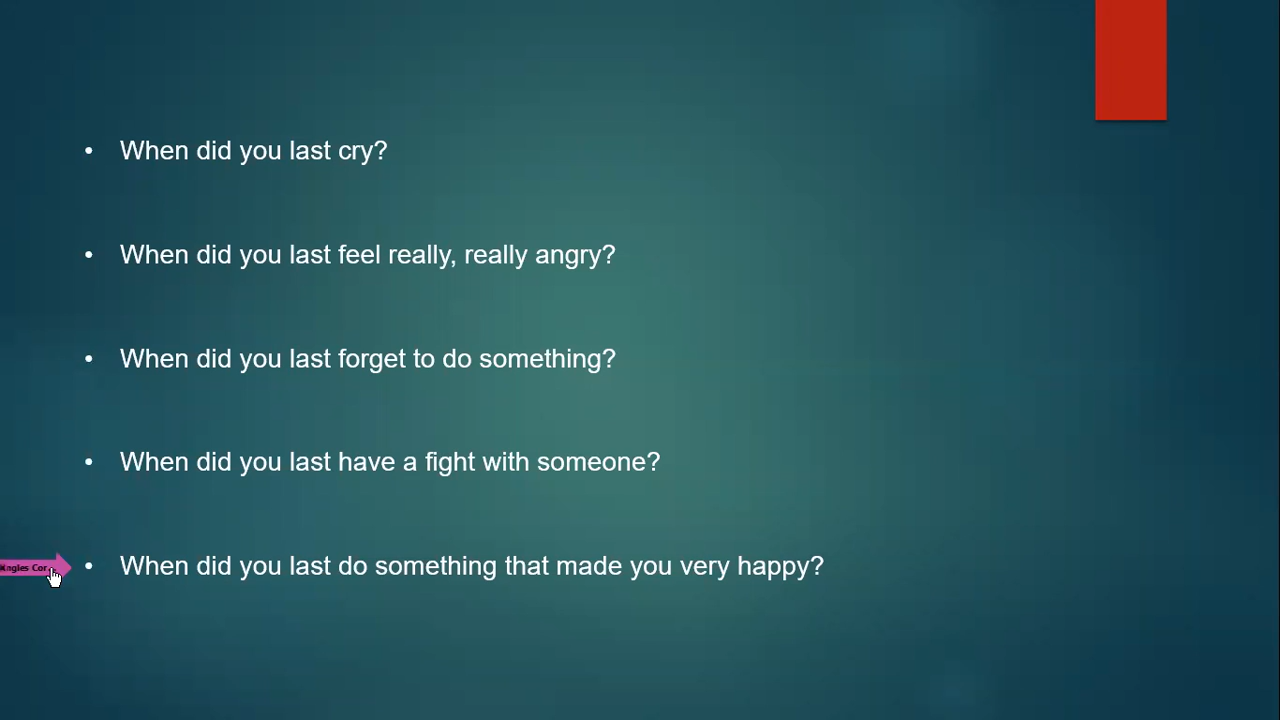 When did you last cry?
When did you last feel really, really angry?
When did you last forget to do something?
When did you last have a fight with someone?
When did you last do something that made you very happy?